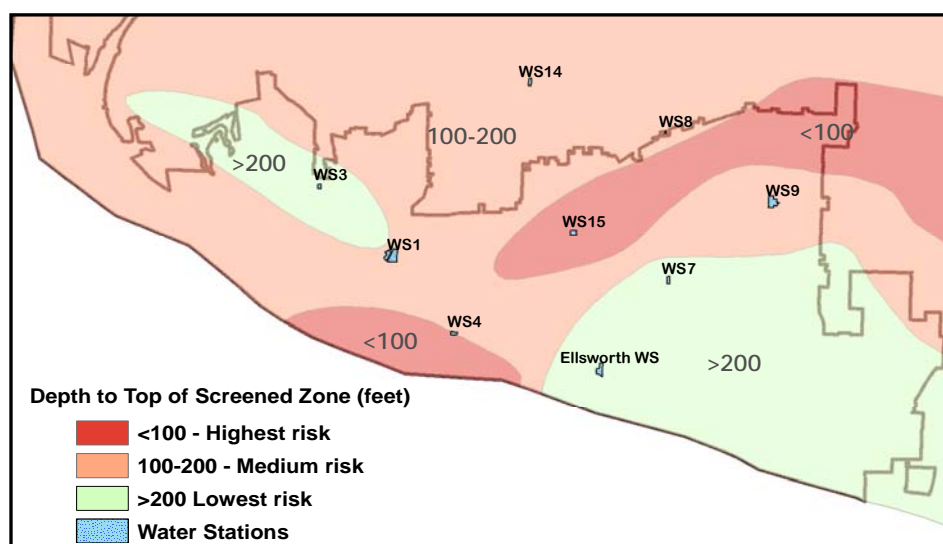 WS14
100-200
WS8
<100
>200
WS3
WS9
WS15
WS1
WS7
WS4
<100
Ellsworth WS
>200
Depth to Top of Screened Zone (feet)
<100 - Highest risk
100-200 - Medium risk
>200 Lowest risk
Water Stations